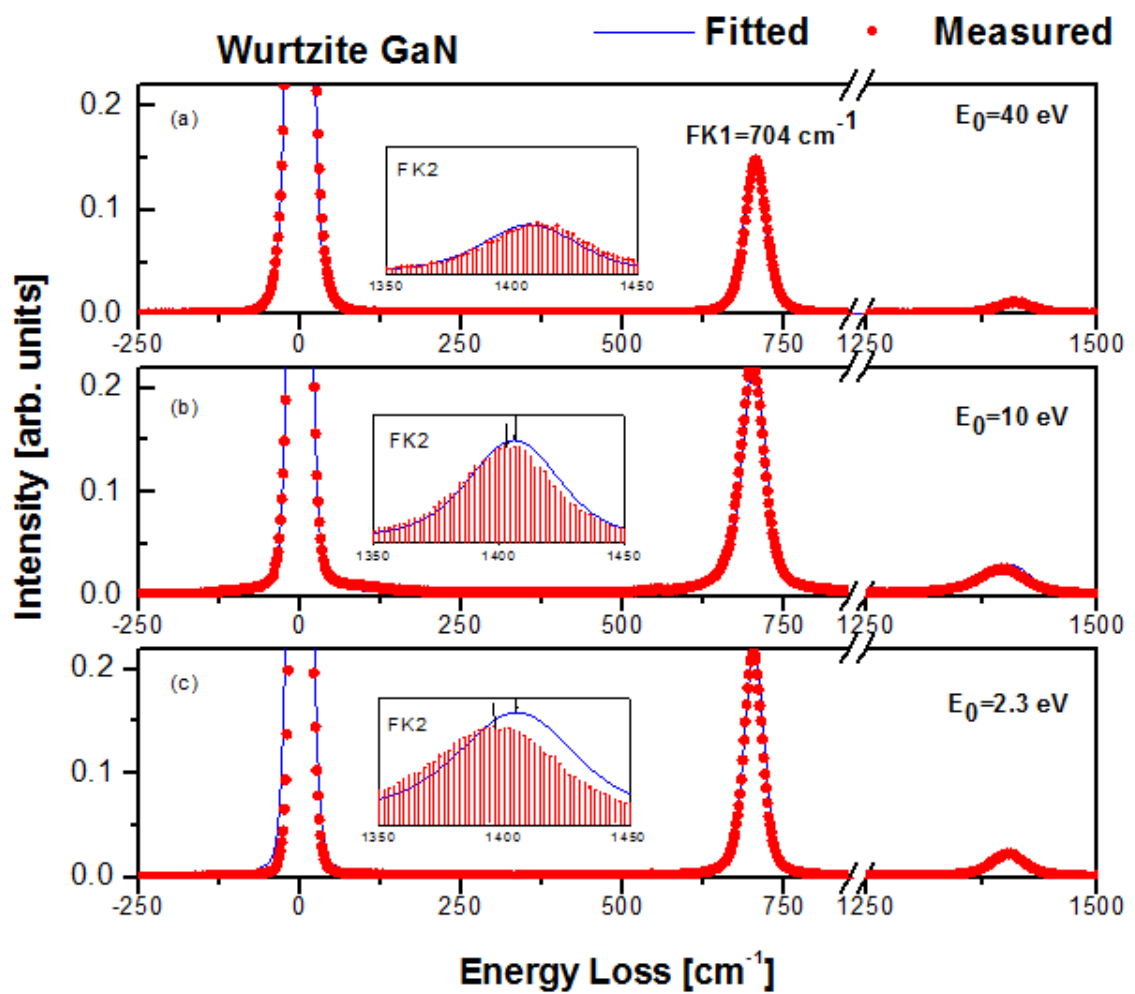 Wurtzite GaN
Fitted
Measured
Intensity [arb. units]
(a)
E0=40 eV
FK1=704 cm-1
FK2
1350 1400 1450
0.2
0.1
0.0
-250 0 250 500 750 1250 1500
(b)
E0=10 eV
FK2
1350 1400 1450
0.2
0.1
0.0
-250 0 250 500 750 1250 1500
(c)
E0=2.3 eV
FK2
1350 1400 1450
0.2
0.1
0.0
-250 0 250 500 750 1250 1500
Energy Loss [cm-1]